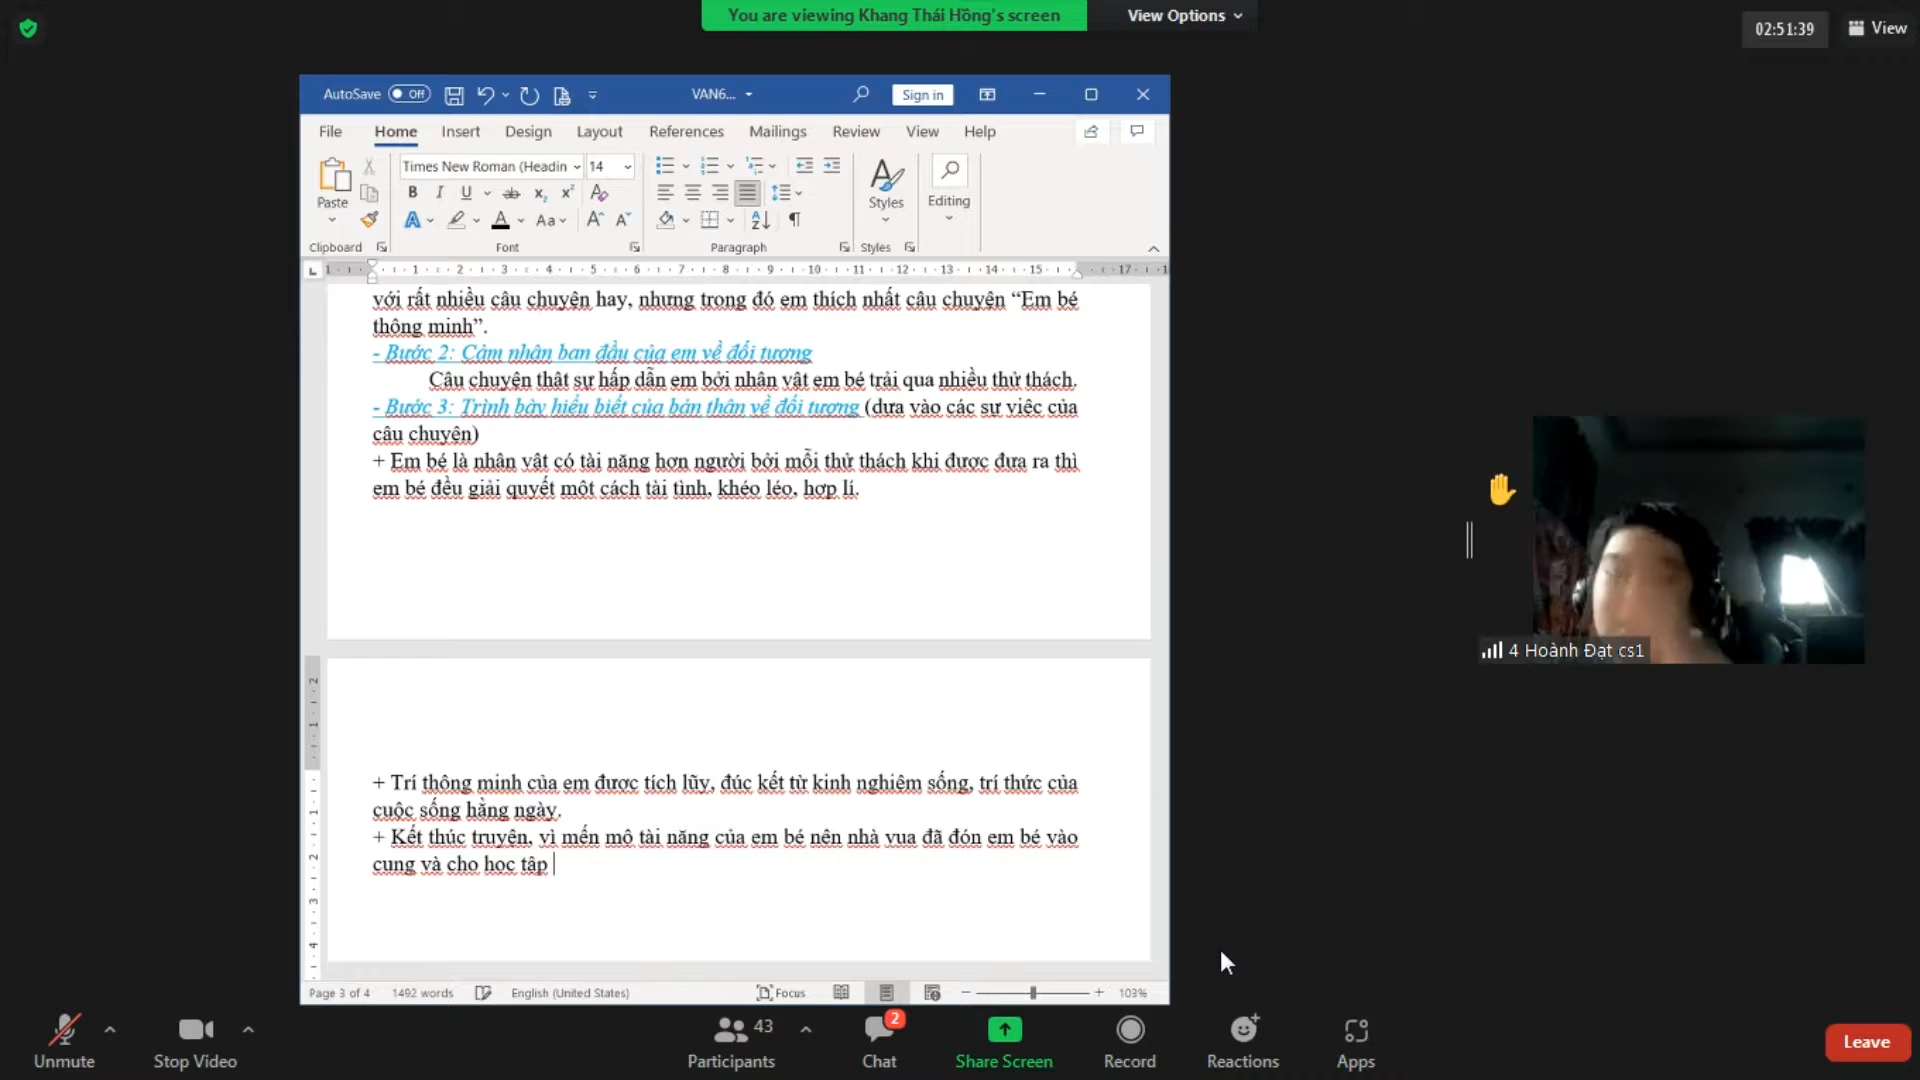 You are viewing Khang Thái Hồng's screen
View Options
02:51:39
View
AutoSave Off
VAN6...
Sign in
File Home Insert Design Layout References Mailings Review View Help
Times New Roman (Headin
14
Paste
Styles
Editing
Clipboard
Font
Paragraph
Styles
với rất nhiều câu chuyện hay, nhưng trong đó em thích nhất câu chuyện “Em bé
thông minh”.
- Bước 2: Cảm nhận ban đầu của em về đối tượng
Câu chuyện thật sự hấp dẫn em bởi nhân vật em bé trải qua nhiều thử thách.
- Bước 3: Trình bày hiểu biết của bản thân về đối tượng (dựa vào các sự việc của
câu chuyện)
+ Em bé là nhân vật có tài năng hơn người bởi mỗi thử thách khi được đưa ra thì
em bé đều giải quyết một cách tài tình, khéo léo, hợp lí.
+ Trí thông minh của em được tích lũy, đúc kết từ kinh nghiệm sống, trí thức của
cuộc sống hằng ngày.
+ Kết thúc truyện, vì mến mộ tài năng của em bé nên nhà vua đã đón em bé vào
cung và cho học tập
4 Hoành Đạt cs1
Page 3 of 4
1492 words
English (United States)
Focus
103%
Unmute
Stop Video
43
Participants
2
Chat
Share Screen
Record
Reactions
Apps
Leave